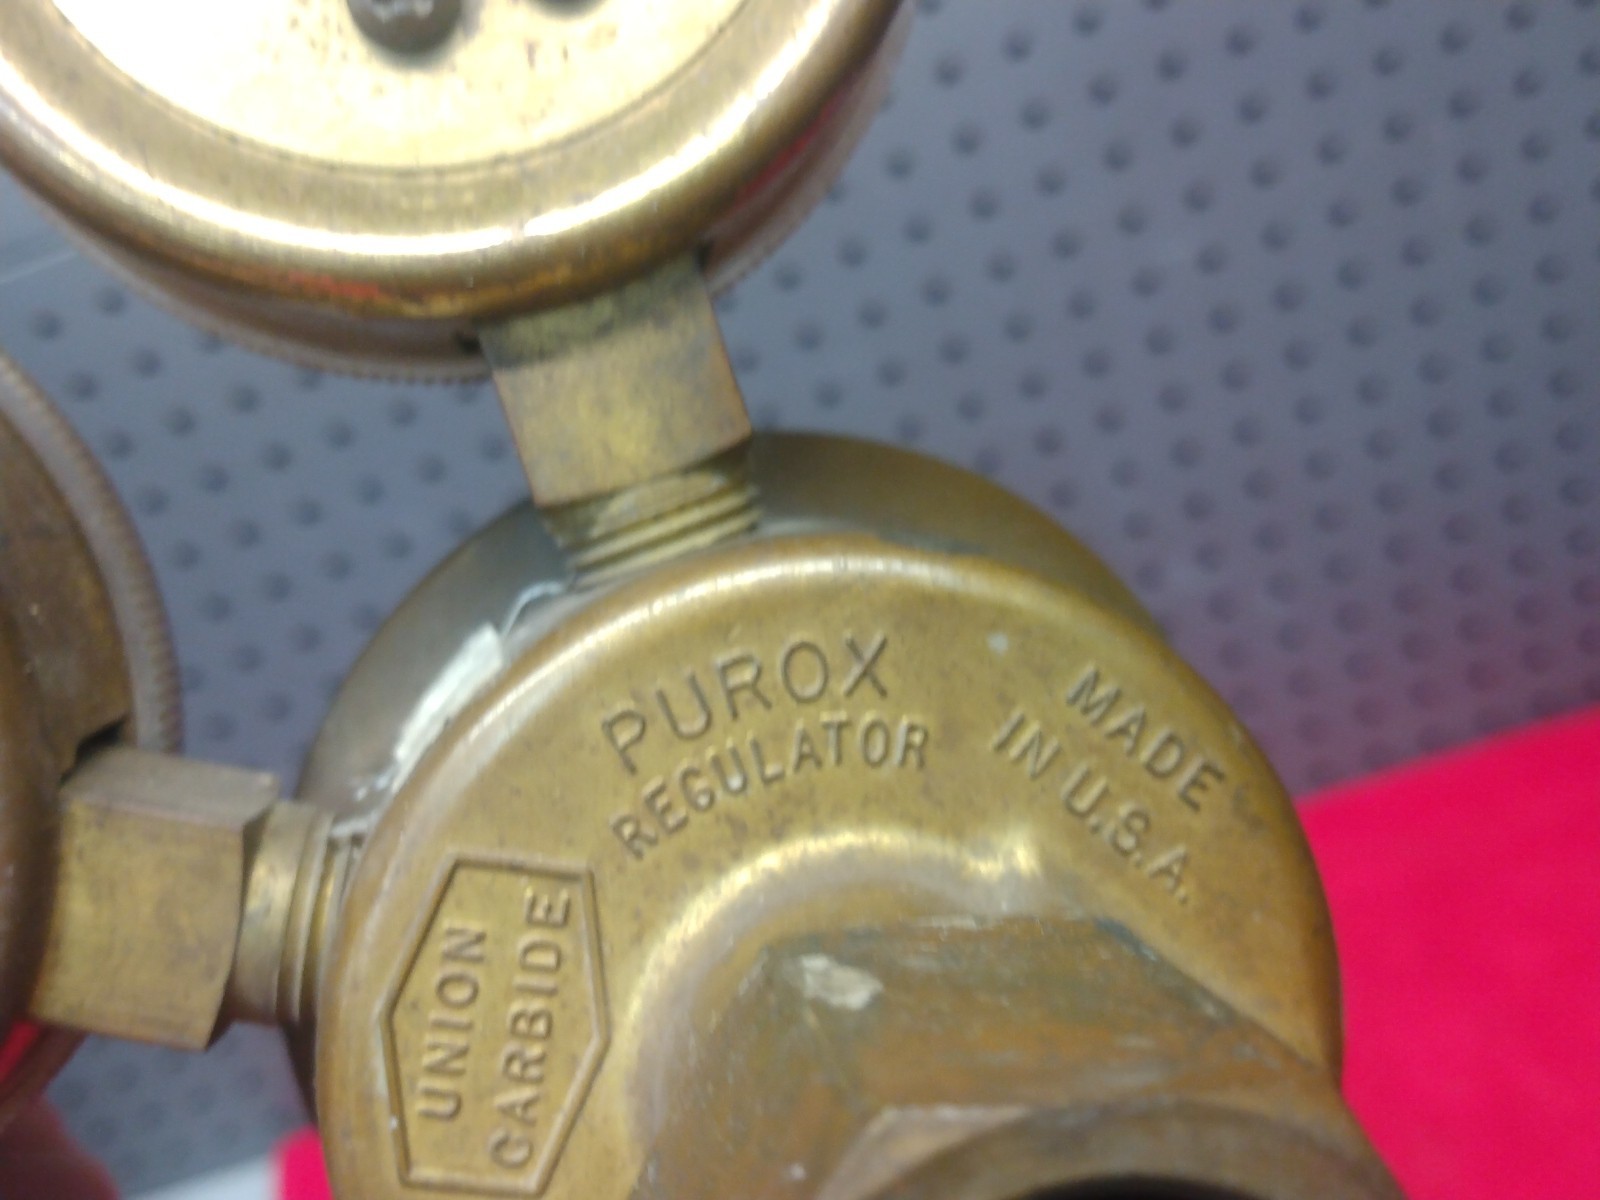 PUROX
REGULATOR
MADE
IN U.S.A.
UNION
CARBIDE